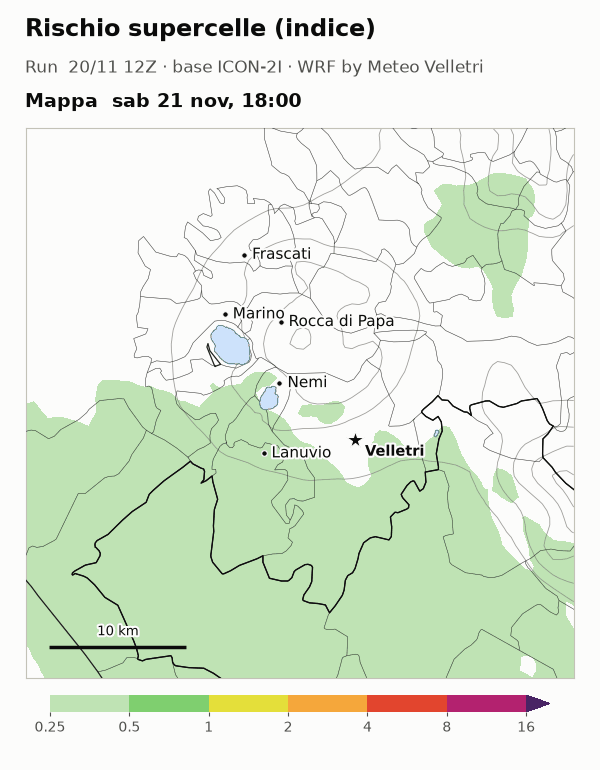 Rischio supercelle (indice)
Run  20/11 12Z · base ICON-2I · WRF by Meteo Velletri
Mappa  sab 21 nov, 18:00
Frascati
Marino
Rocca di Papa
Nemi
Velletri
Lanuvio
10 km
0.25 0.5 1 2 4 8 16